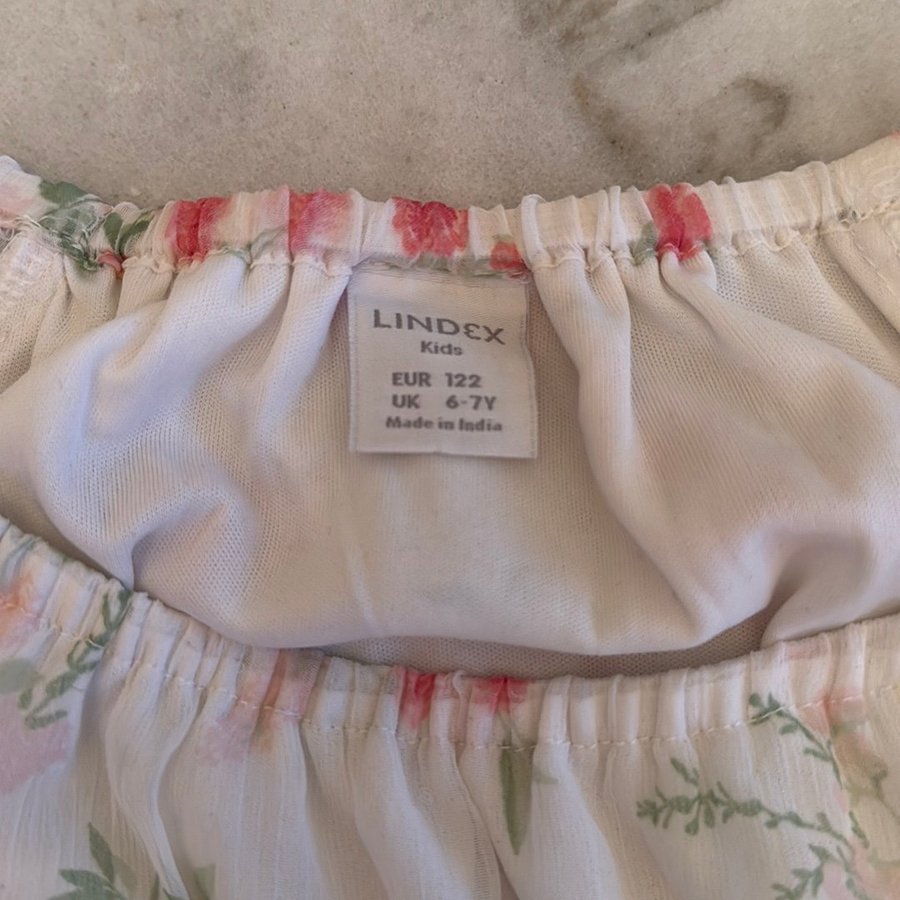 LINDEX
Kids
EUR 122
UK 6-7Y
Made in India